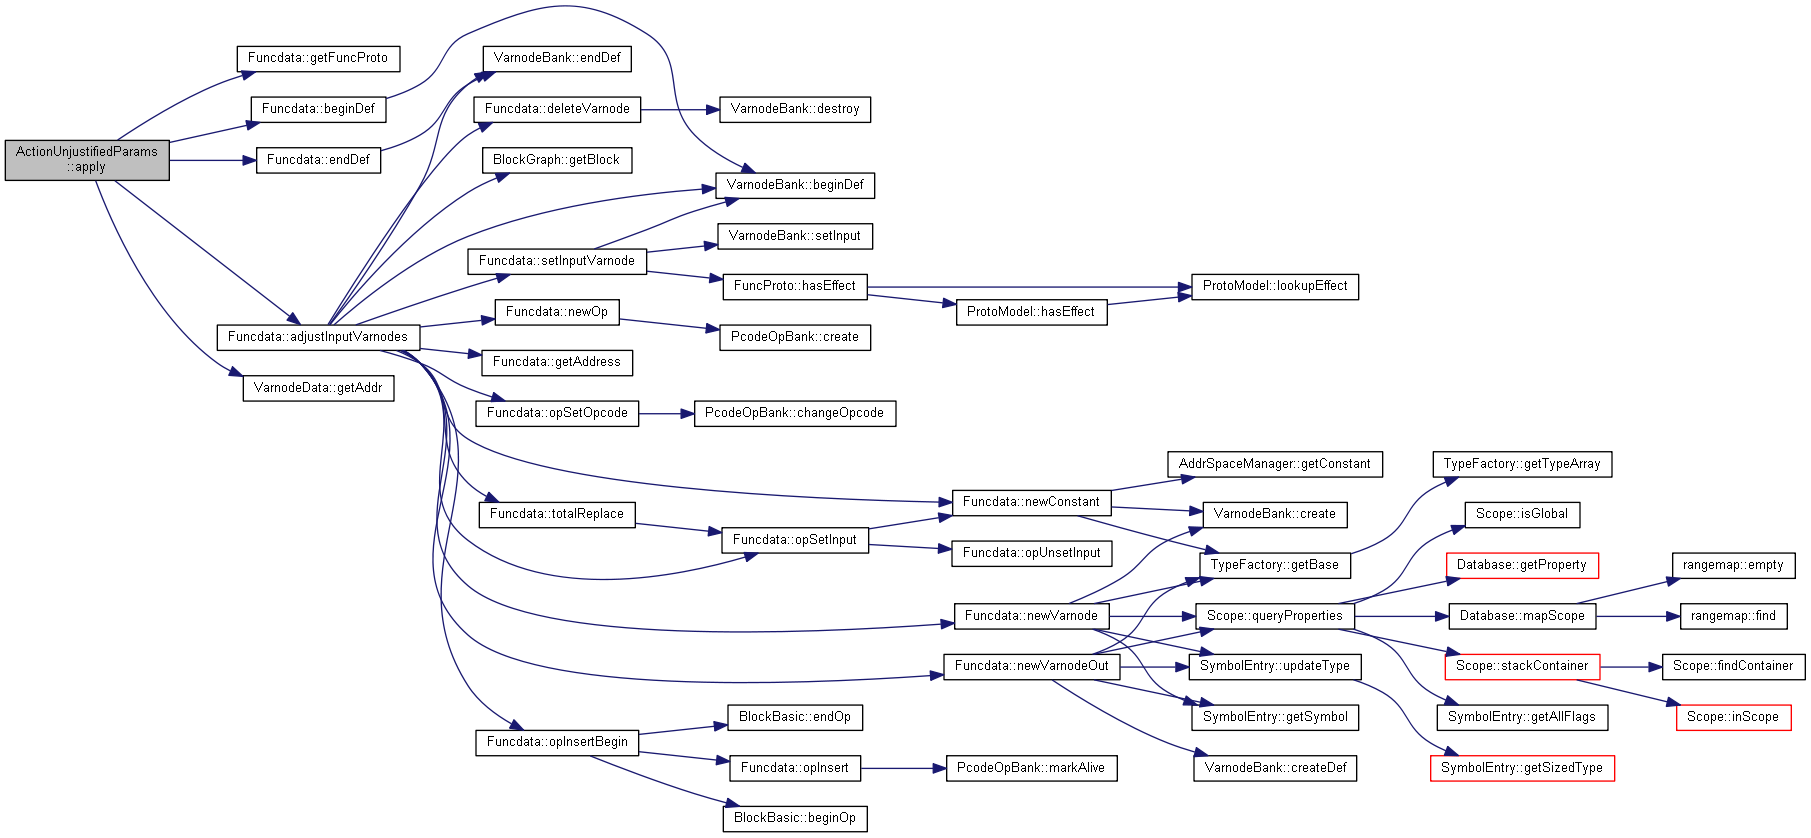 ActionUnjustifiedParams
::apply
Funcdata::getFuncProto
Funcdata::beginDef
Funcdata::endDef
Funcdata::adjustInputVarnodes
VarnodeData::getAddr
VarnodeBank::endDef
Funcdata::deleteVarnode
BlockGraph::getBlock
Funcdata::setInputVarnode
Funcdata::newOp
Funcdata::getAddress
Funcdata::opSetOpcode
Funcdata::totalReplace
Funcdata::opInsertBegin
VarnodeBank::destroy
VarnodeBank::beginDef
VarnodeBank::setInput
FuncProto::hasEffect
PcodeOpBank::create
PcodeOpBank::changeOpcode
Funcdata::opSetInput
BlockBasic::endOp
Funcdata::opInsert
BlockBasic::beginOp
ProtoModel::hasEffect
Funcdata::newConstant
Funcdata::opUnsetInput
Funcdata::newVarnode
Funcdata::newVarnodeOut
PcodeOpBank::markAlive
ProtoModel::lookupEffect
AddrSpaceManager::getConstant
VarnodeBank::create
TypeFactory::getBase
Scope::queryProperties
SymbolEntry::updateType
SymbolEntry::getSymbol
VarnodeBank::createDef
TypeFactory::getTypeArray
Scope::isGlobal
Database::getProperty
Database::mapScope
Scope::stackContainer
SymbolEntry::getAllFlags
SymbolEntry::getSizedType
rangemap::empty
rangemap::find
Scope::findContainer
Scope::inScope